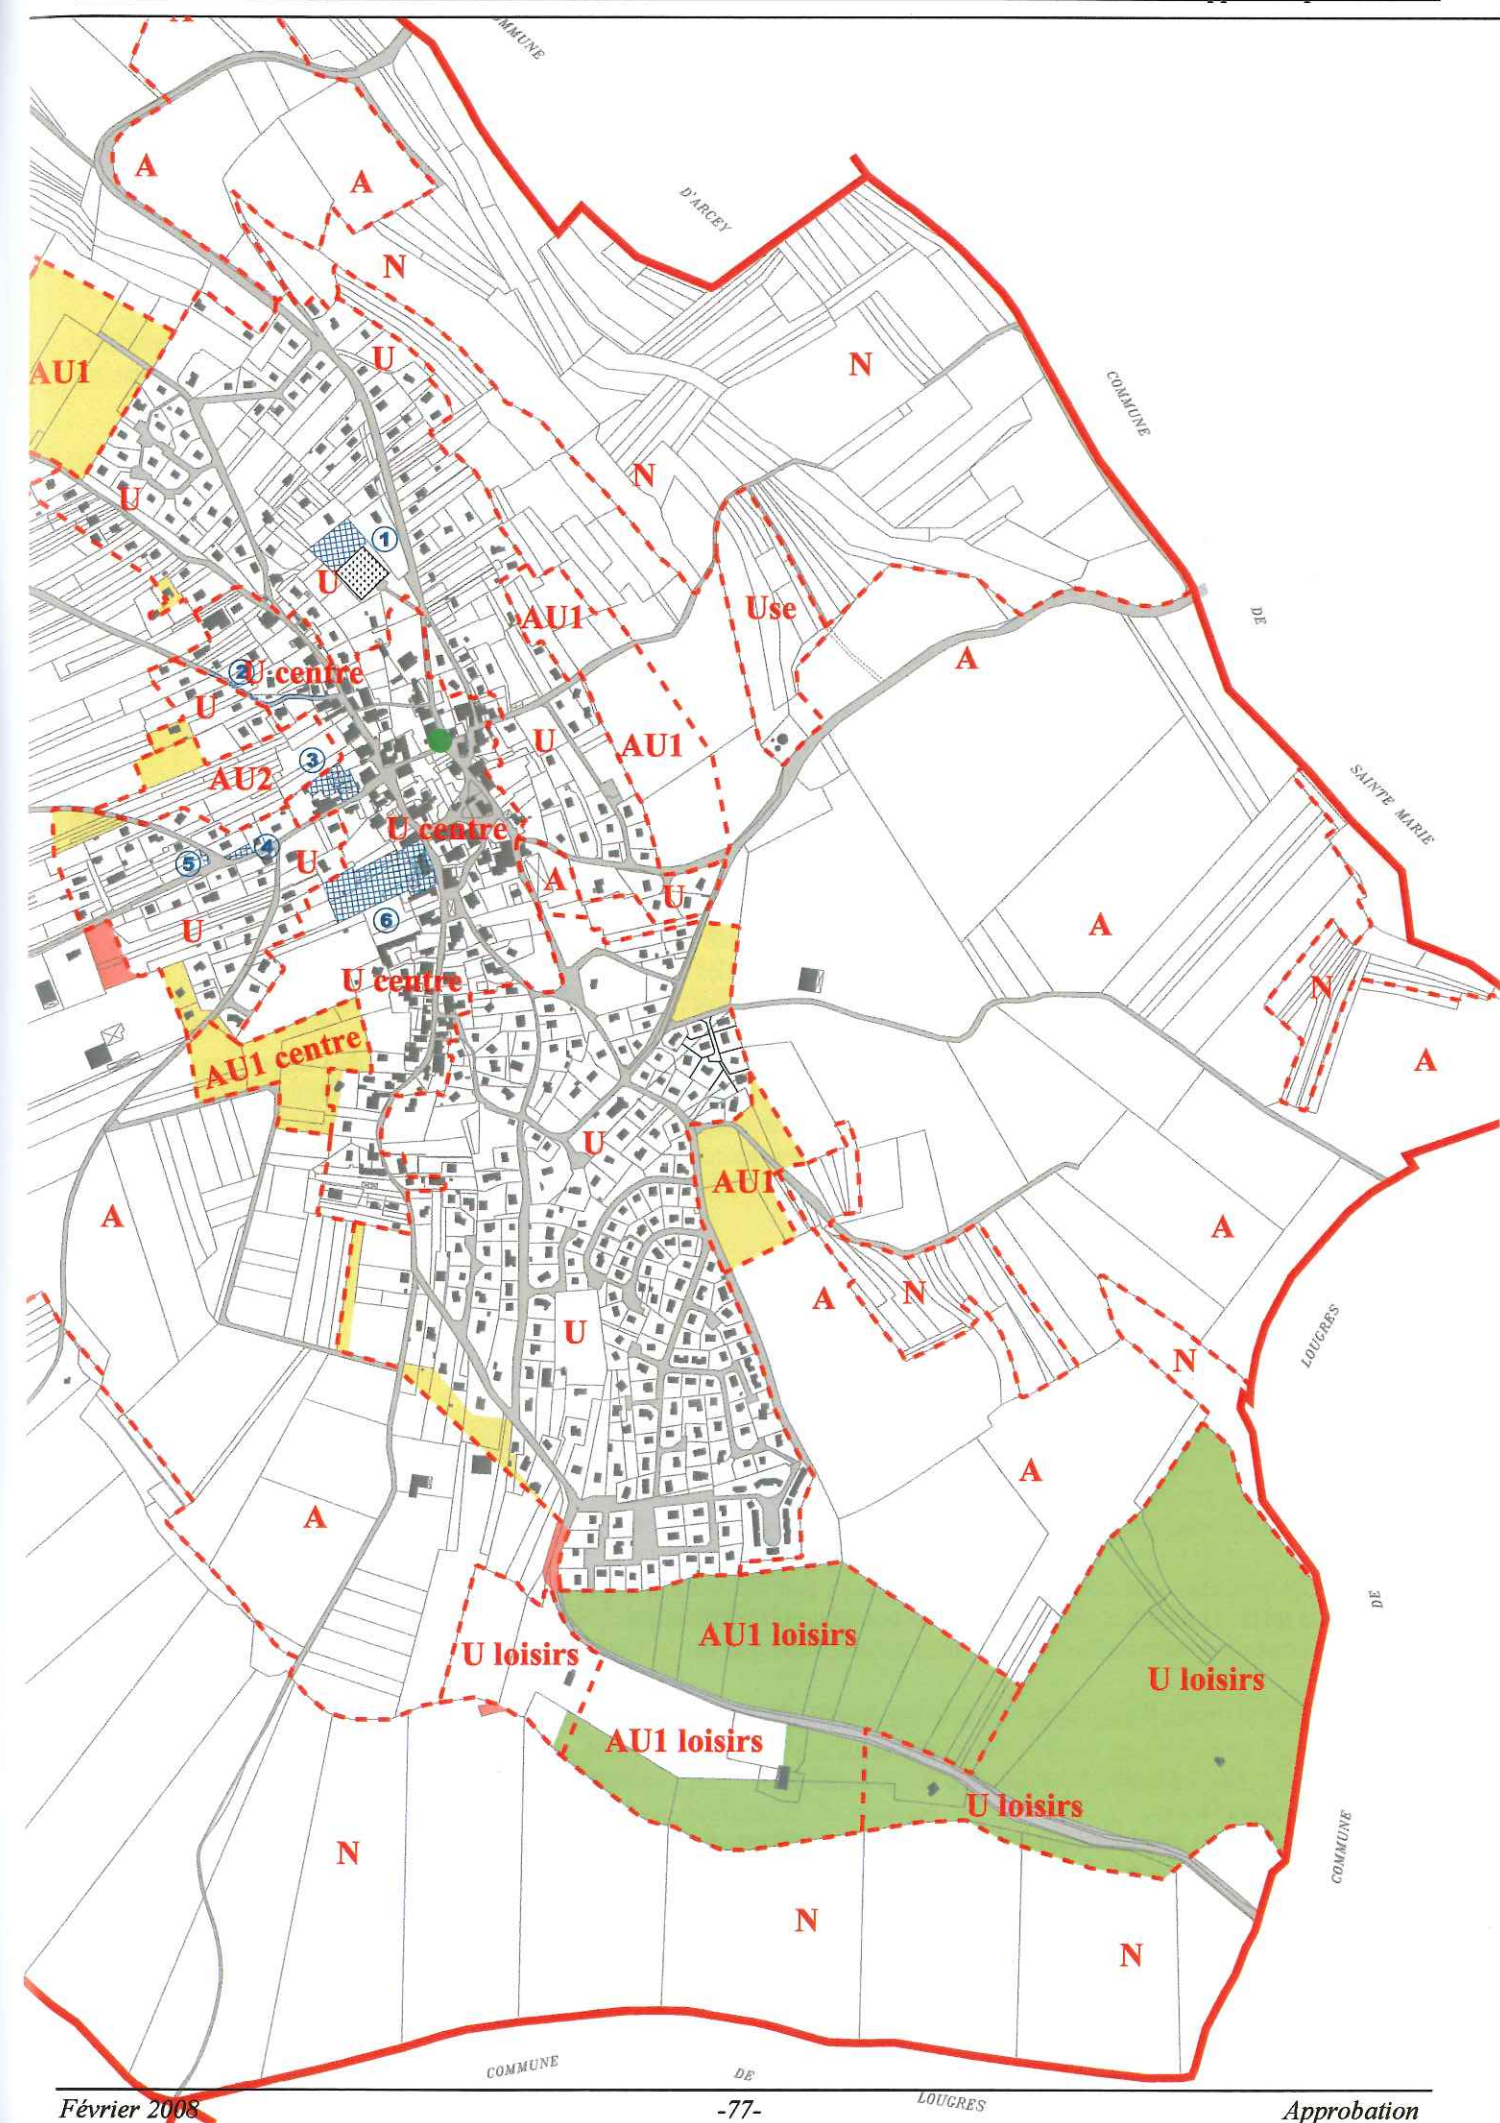 A
D'ARCEY
A
A
N
COMMUNE
AU1
U
N
N
U
1
U
Use
AU1
DE
A
2
U centre
U
3
U
AU1
AU2
SAINTE MARIE
U centre
4
5
U
A
U
A
6
U
U centre
N
AU1 centre
A
U
AU1
A
A
A
N
LOUGRES
U
N
A
A
DE
AU1 loisirs
U loisirs
U loisirs
AU1 loisirs
U loisirs
COMMUNE
N
N
N
COMMUNE
DE
LOUGRES
Février 2008
-77-
Approbation